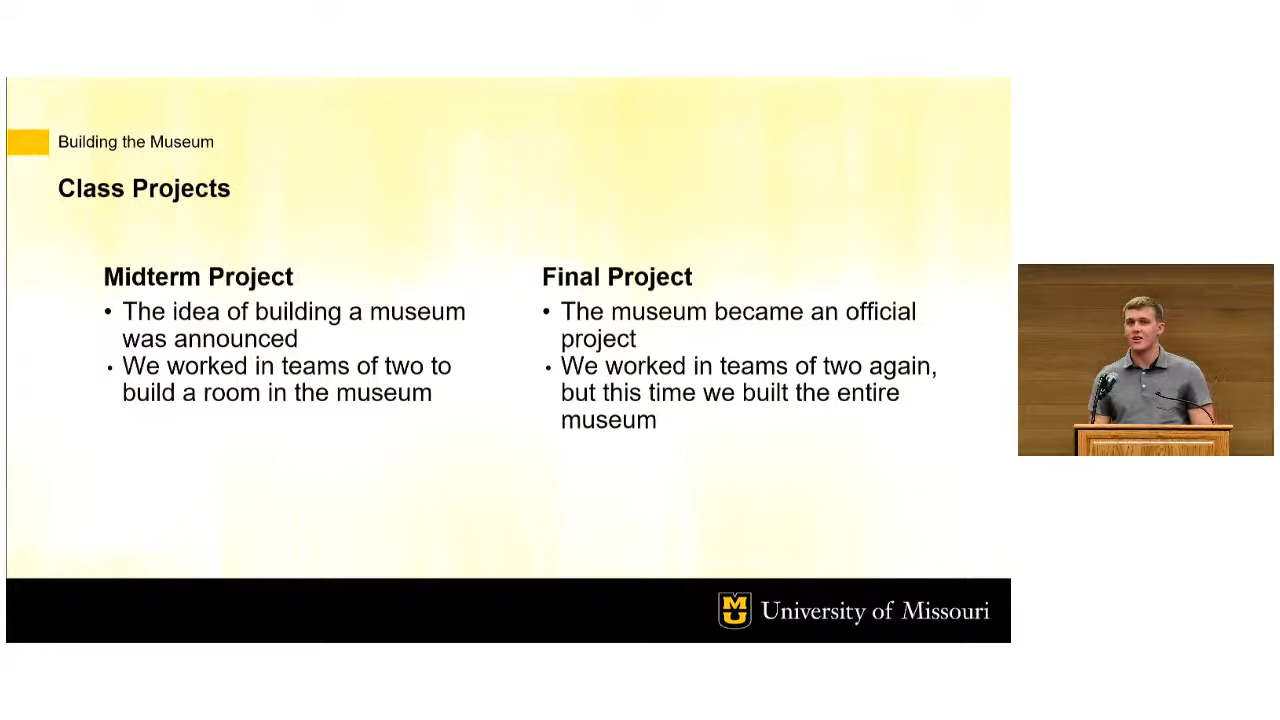 Building the Museum
Class Projects
Midterm Project
• The idea of building a museum
was announced
• We worked in teams of two to
build a room in the museum
Final Project
• The museum became an official
project
• We worked in teams of two again,
but this time we built the entire
museum
MU
University of Missouri